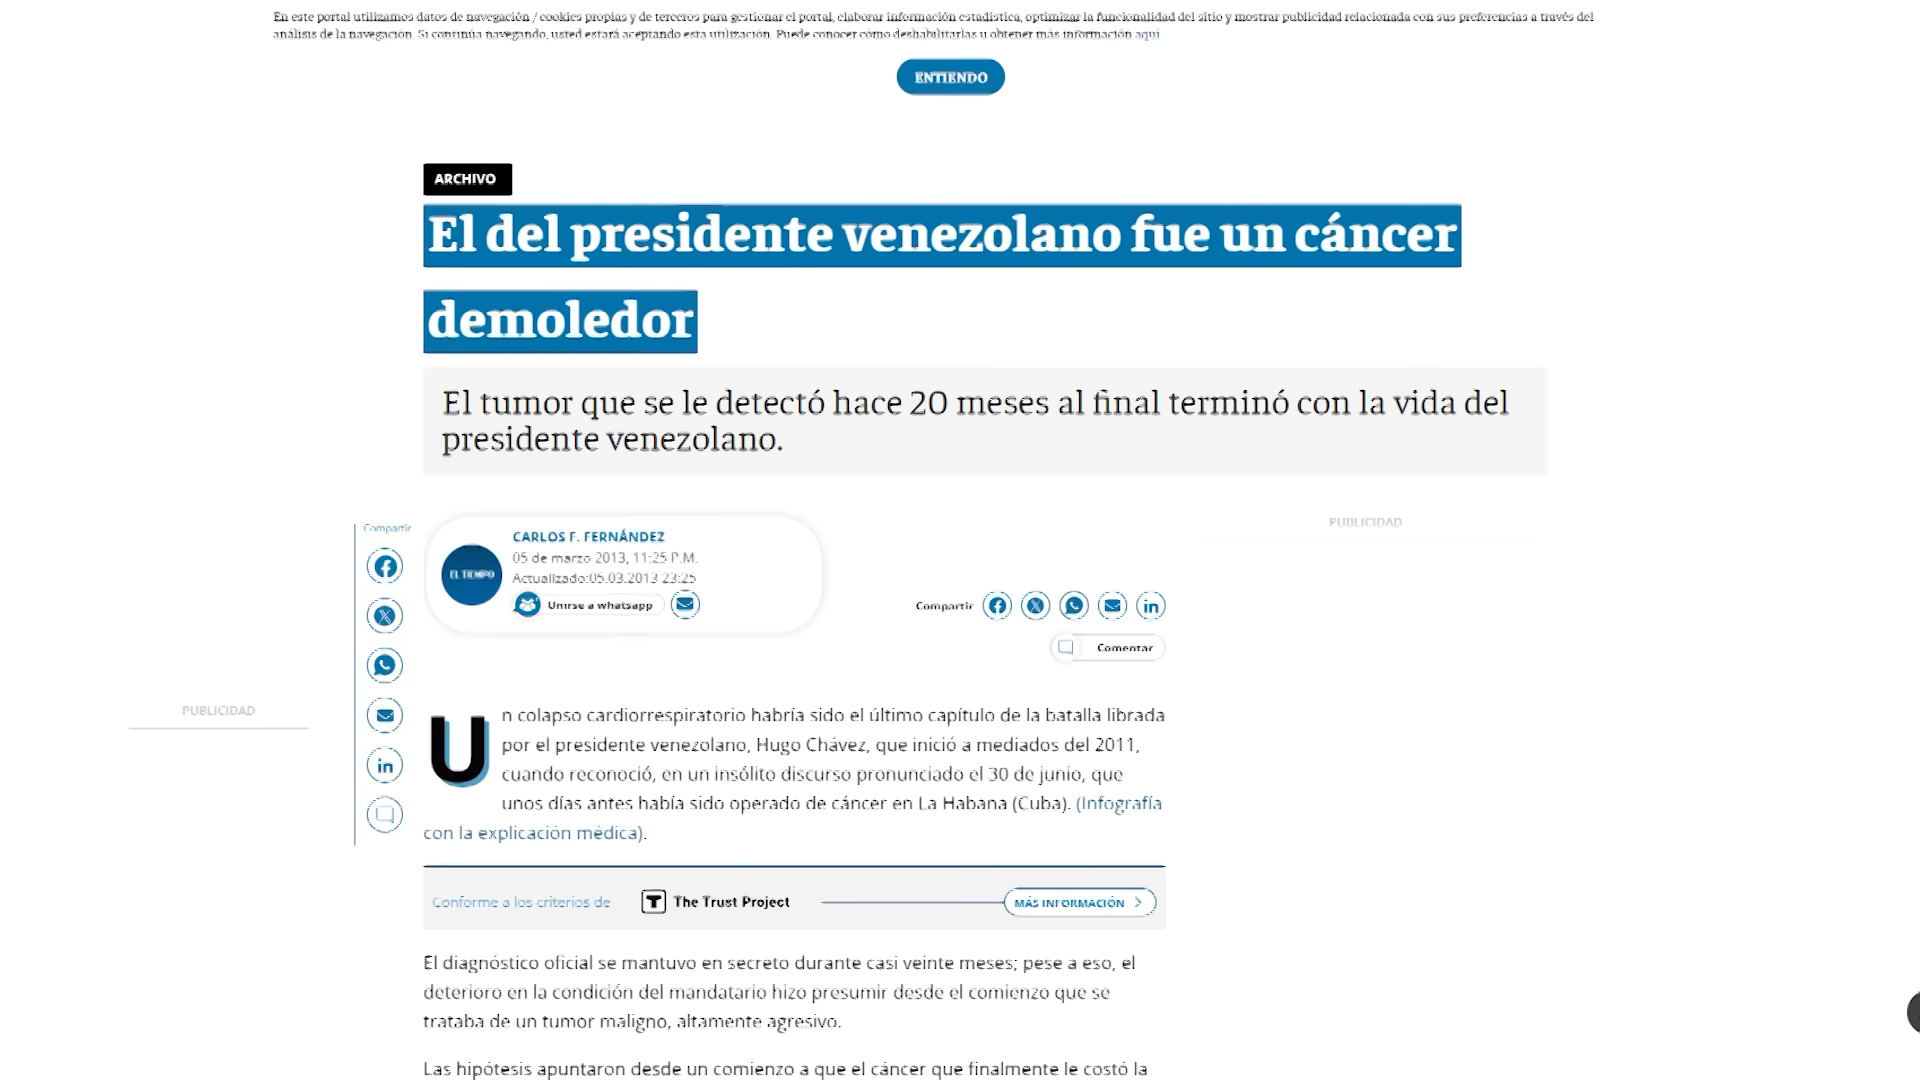 En este portal utilizamos datos de navegación / cookies propias y de terceros para gestionar el portal, elaborar información estadística, optimizar la funcionalidad del sitio y mostrar publicidad relacionada con sus preferencias a través del
análisis de la navegación. Si continúa navegando, usted estará aceptando esta utilización. Puede conocer cómo deshabilitarlas u obtener más información aquí
ENTIENDO
ARCHIVO
El del presidente venezolano fue un cáncer
demoledor
El tumor que se le detectó hace 20 meses al final terminó con la vida del
presidente venezolano.
Compartir
CARLOS F. FERNÁNDEZ
05 de marzo 2013, 11:25 P.M.
Actualizado:05.03.2013 23:25
EL TIEMPO
Unirse a whatsapp
Compartir
Comentar
PUBLICIDAD
PUBLICIDAD
Un colapso cardiorrespiratorio habría sido el último capítulo de la batalla librada
por el presidente venezolano, Hugo Chávez, que inició a mediados del 2011,
cuando reconoció, en un insólito discurso pronunciado el 30 de junio, que
unos días antes había sido operado de cáncer en La Habana (Cuba). (Infografía
con la explicación médica).
Conforme a los criterios de
The Trust Project
MÁS INFORMACIÓN
El diagnóstico oficial se mantuvo en secreto durante casi veinte meses; pese a eso, el
deterioro en la condición del mandatario hizo presumir desde el comienzo que se
trataba de un tumor maligno, altamente agresivo.
Las hipótesis apuntaron desde un comienzo a que el cáncer que finalmente le costó la